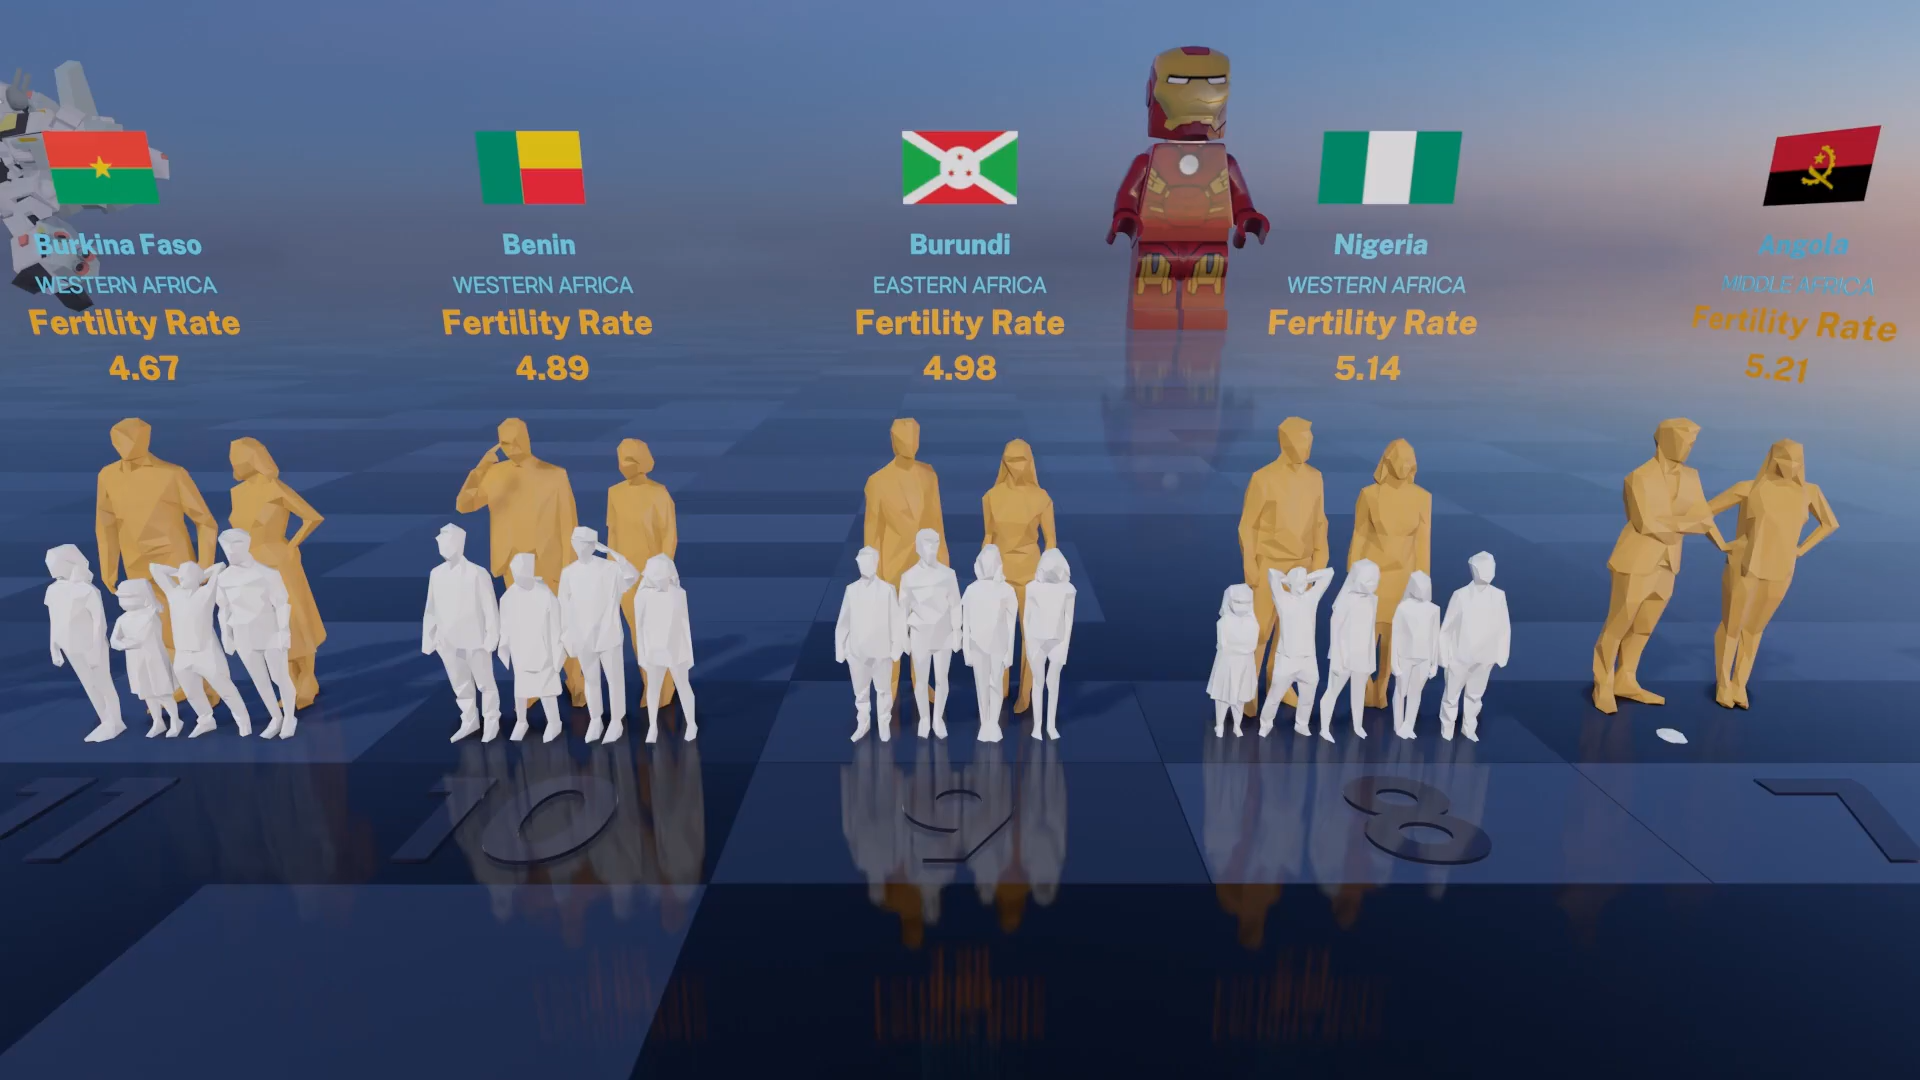 Burkina Faso
WESTERN AFRICA
Fertility Rate
4.67
Benin
WESTERN AFRICA
Fertility Rate
4.89
Burundi
EASTERN AFRICA
Fertility Rate
4.98
Nigeria
WESTERN AFRICA
Fertility Rate
5.14
Angola
MIDDLE AFRICA
Fertility Rate
5.21
11
10
9
8
7